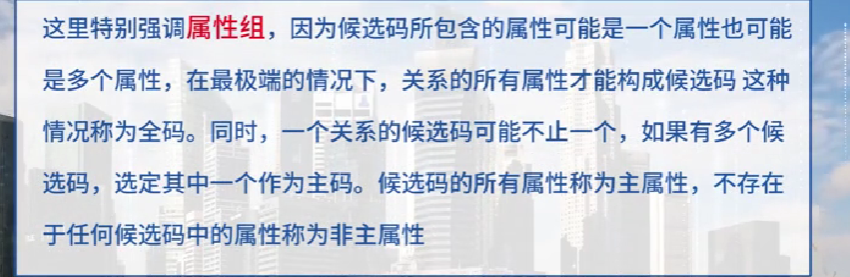 这里特别强调属性组，因为候选码所包含的属性可能是一个属性也可能
是多个属性，在最极端的情况下，关系的所有属性才能构成候选码 这种
情况称为全码。同时，一个关系的候选码可能不止一个，如果有多个候
选码，选定其中一个作为主码。候选码的所有属性称为主属性，不存在
于任何候选码中的属性称为非主属性